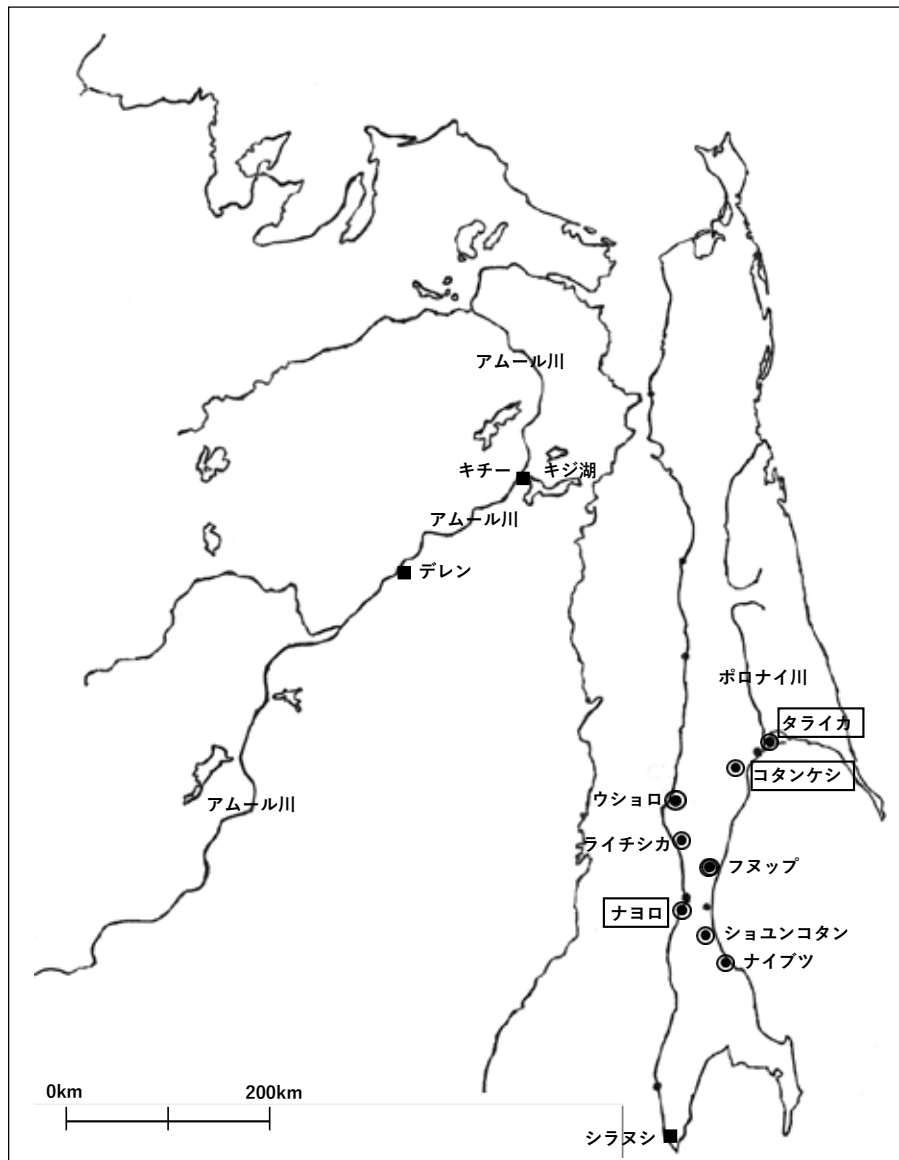 アムール川
キチー
キジ湖
アムール川
デレン
ポロナイ川
タライカ
コタンケシ
ウショロ
アムール川
ライチシカ
フヌップ
ナヨロ
ショユンコタン
ナイブツ
0km
200km
シラヌシ